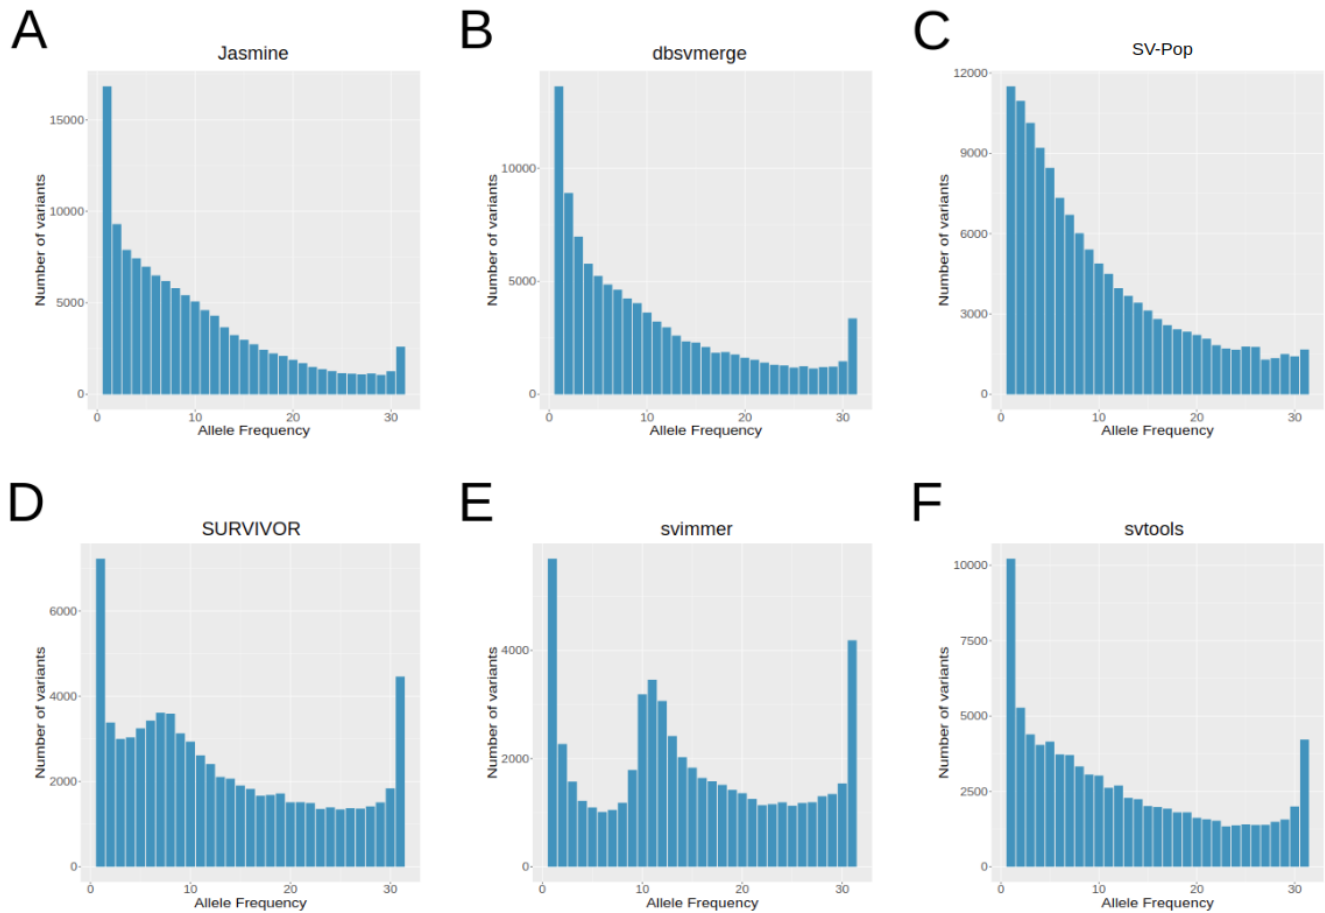 A
Jasmine
Number of variants
15000
10000
5000
0
0 10 20 30
Allele Frequency
B
dbsvmerge
Number of variants
10000
5000
0
0 10 20 30
Allele Frequency
C
SV-Pop
Number of variants
12000
9000
6000
3000
0
0 10 20 30
Allele Frequency
D
SURVIVOR
Number of variants
6000
4000
2000
0
0 10 20 30
Allele Frequency
E
svimmer
Number of variants
4000
2000
0
0 10 20 30
Allele Frequency
F
svtools
Number of variants
10000
7500
5000
2500
0
0 10 20 30
Allele Frequency